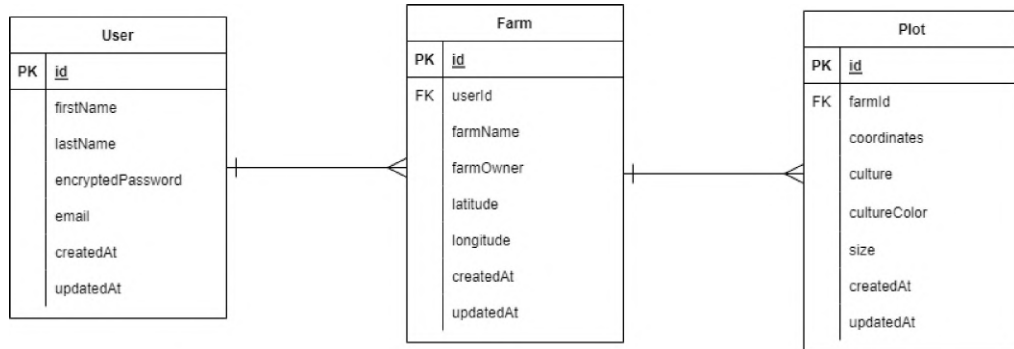 User
PK id
firstName
lastName
encryptedPassword
email
createdAt
updatedAt
Farm
PK id
FK userId
farmName
farmOwner
latitude
longitude
createdAt
updatedAt
Plot
PK id
FK farmId
coordinates
culture
cultureColor
size
createdAt
updatedAt